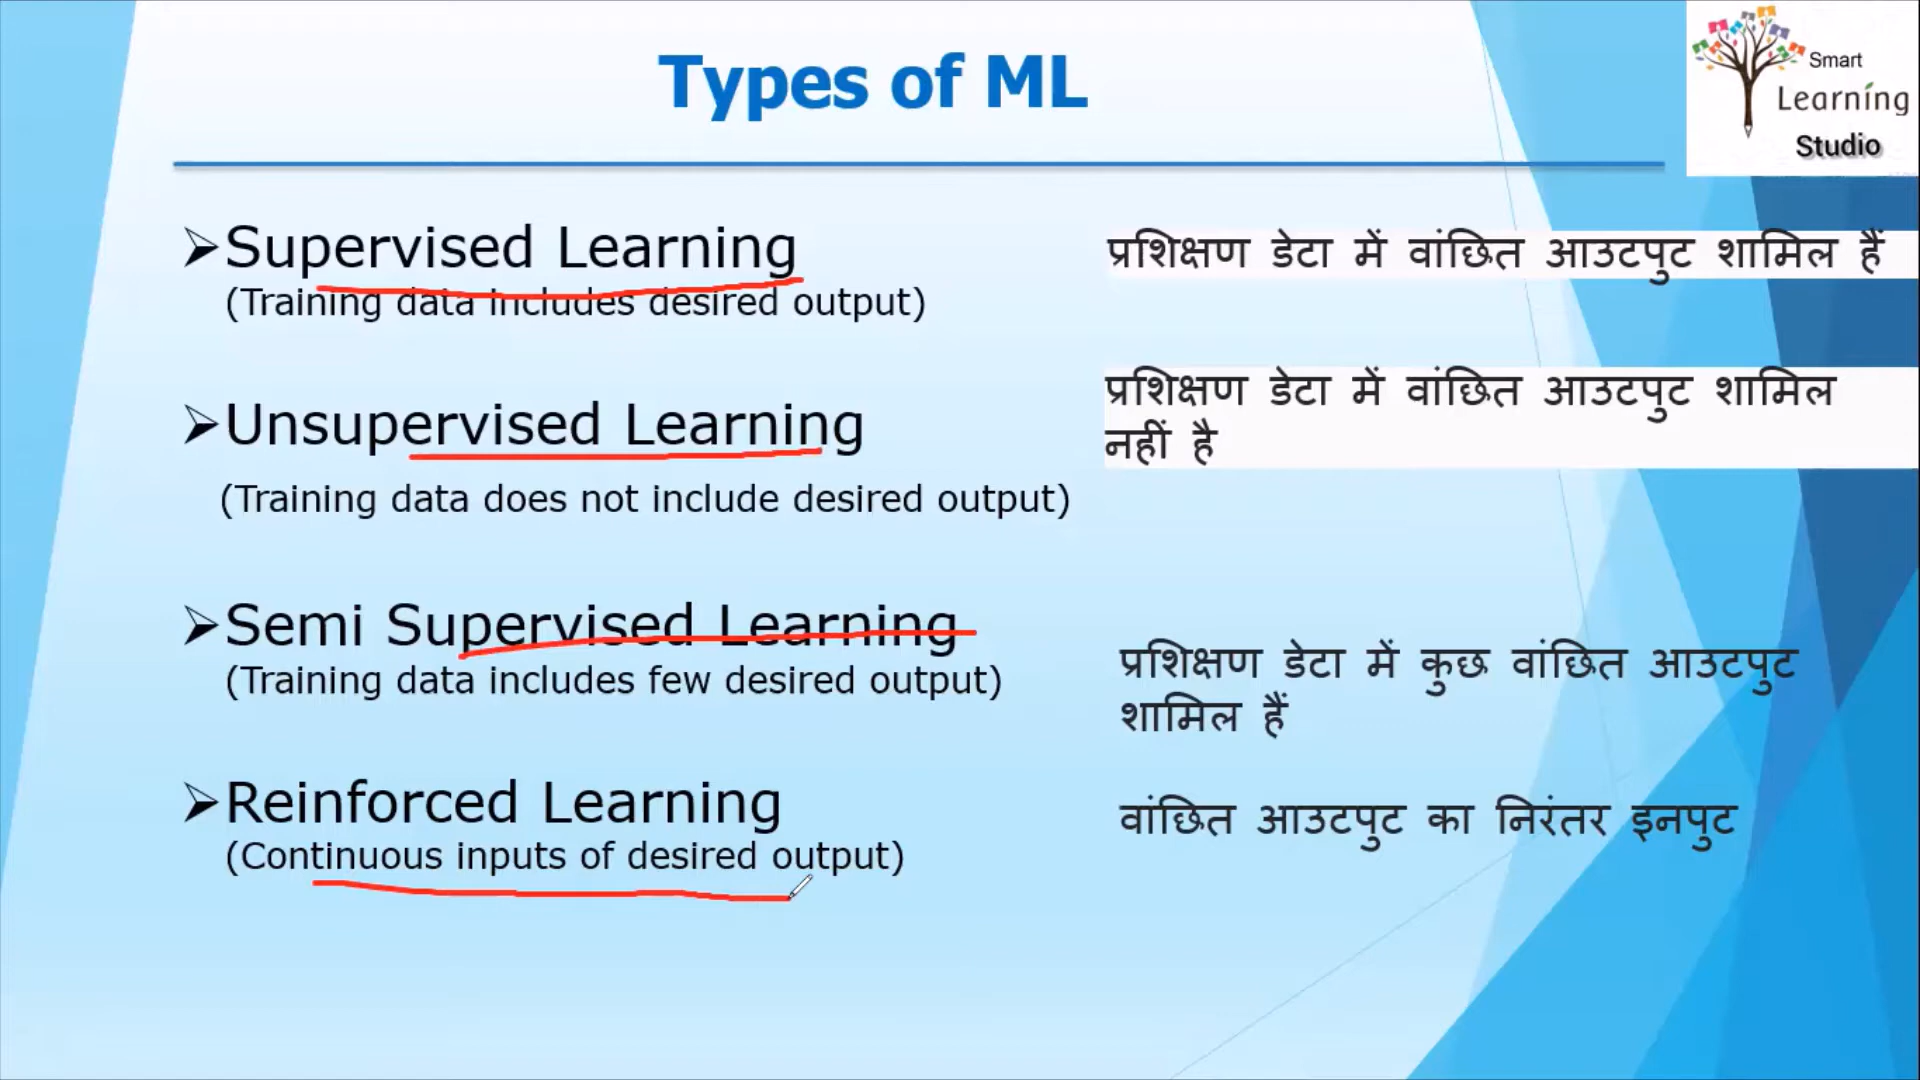 Types of ML
Smart
Learning
Studio
Supervised Learning
(Training data includes desired output)
प्रशिक्षण डेटा में वांछित आउटपुट शामिल हैं
Unsupervised Learning
(Training data does not include desired output)
प्रशिक्षण डेटा में वांछित आउटपुट शामिल
नहीं है
Semi Supervised Learning
(Training data includes few desired output)
प्रशिक्षण डेटा में कुछ वांछित आउटपुट
शामिल हैं
Reinforced Learning
(Continuous inputs of desired output)
वांछित आउटपुट का निरंतर इनपुट